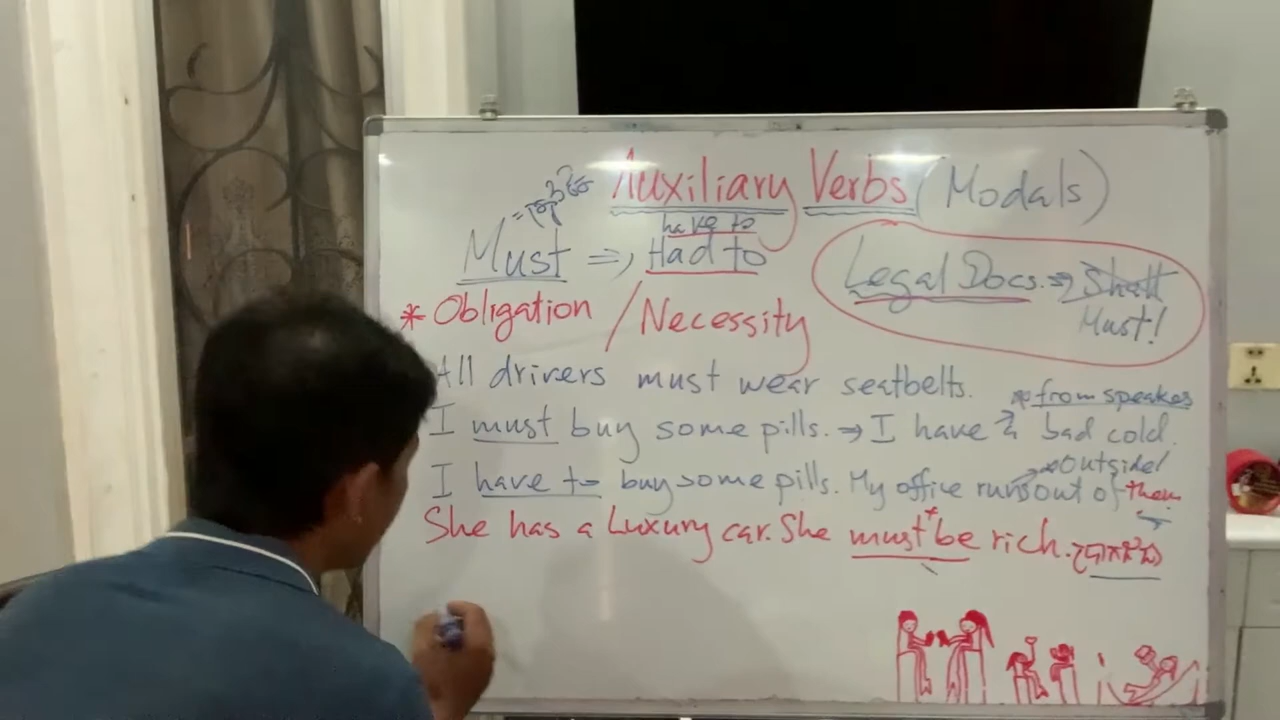 Auxiliary Verbs (Modals)
have to
Must => Had to
Legal Docs. => Shall
Must!
* Obligation / Necessity
All drivers must wear seatbelts.
* from speaker
I must buy some pills. → I have a bad cold.
outside
I have to buy some pills. My office runs out of them
She has a Luxury car. She must be rich.